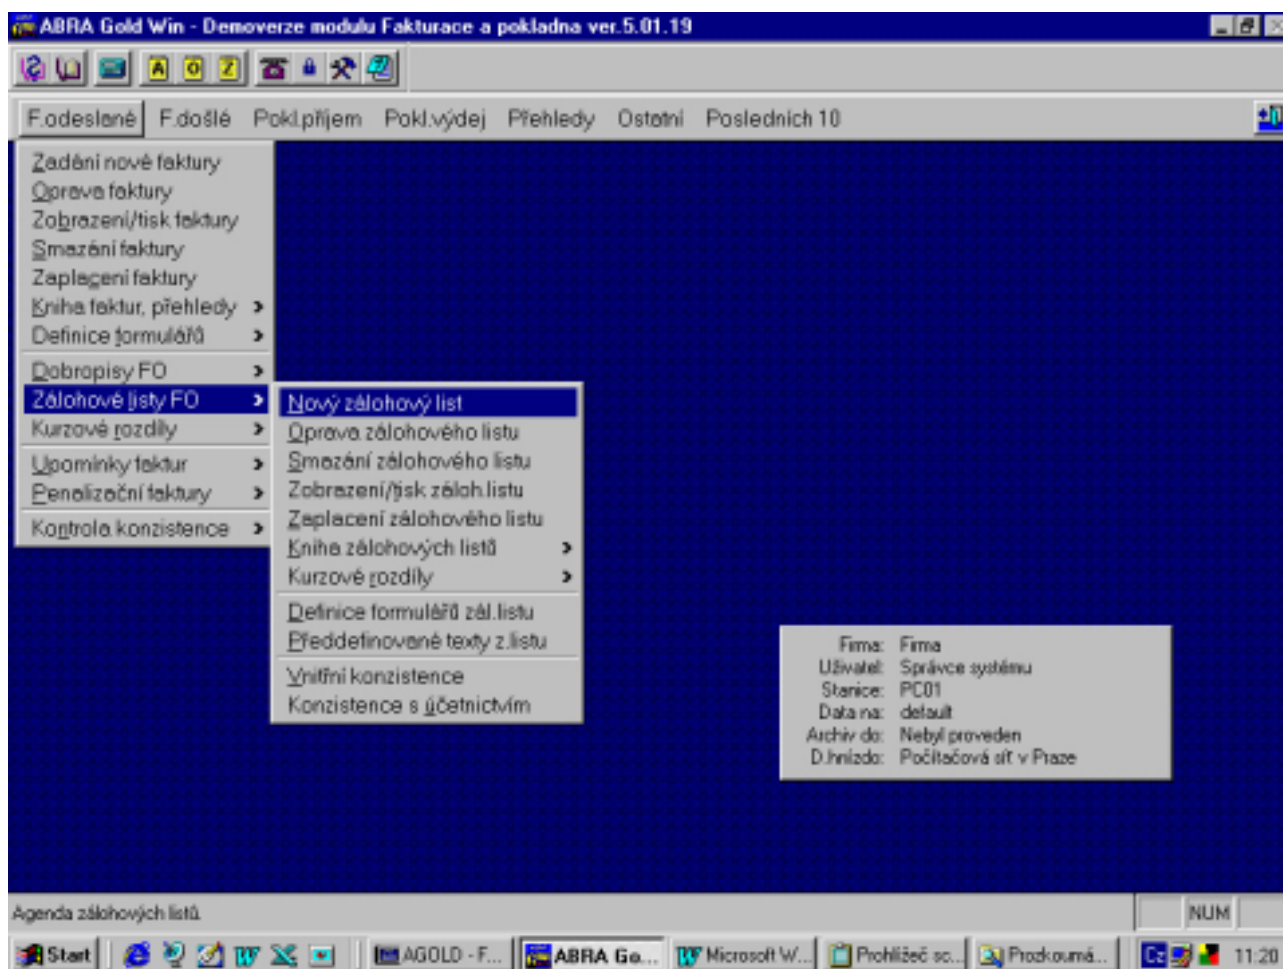 ABRA Gold Win - Demoverze modulu Fakturace a pokladna ver.5.01.19
A O Z
F.odeslané F.došlé Pokl.příjem Pokl.výdej Přehledy Ostatní Posledních 10
Zadání nové faktury
Oprava faktury
Zobrazení/tisk faktury
Smazání faktury
Zaplacení faktury
Kniha faktur, přehledy
Definice formulářů
Dobropisy FO
Zálohové listy FO
Kurzové rozdíly
Upomínky faktur
Penalizační faktury
Kontrola konzistence
Nový zálohový list
Oprava zálohového listu
Smazání zálohového listu
Zobrazení/tisk záloh.listu
Zaplacení zálohového listu
Kniha zálohových listů
Kurzové rozdíly
Definice formulářů zál.listu
Předdefinované texty z.listu
Vnitřní konzistence
Konzistence s účetnictvím
Firma: Firma
Uživatel: Správce systému
Stanice: PC01
Data na: default
Archiv do: Nebyl proveden
D.hnízdo: Počítačová síť v Praze
Agenda zálohových listů
NUM
Start AGOLD - F... ABRA Go... Microsoft W... Prohlížeč sc... Prozkoumá... Cz 11:20